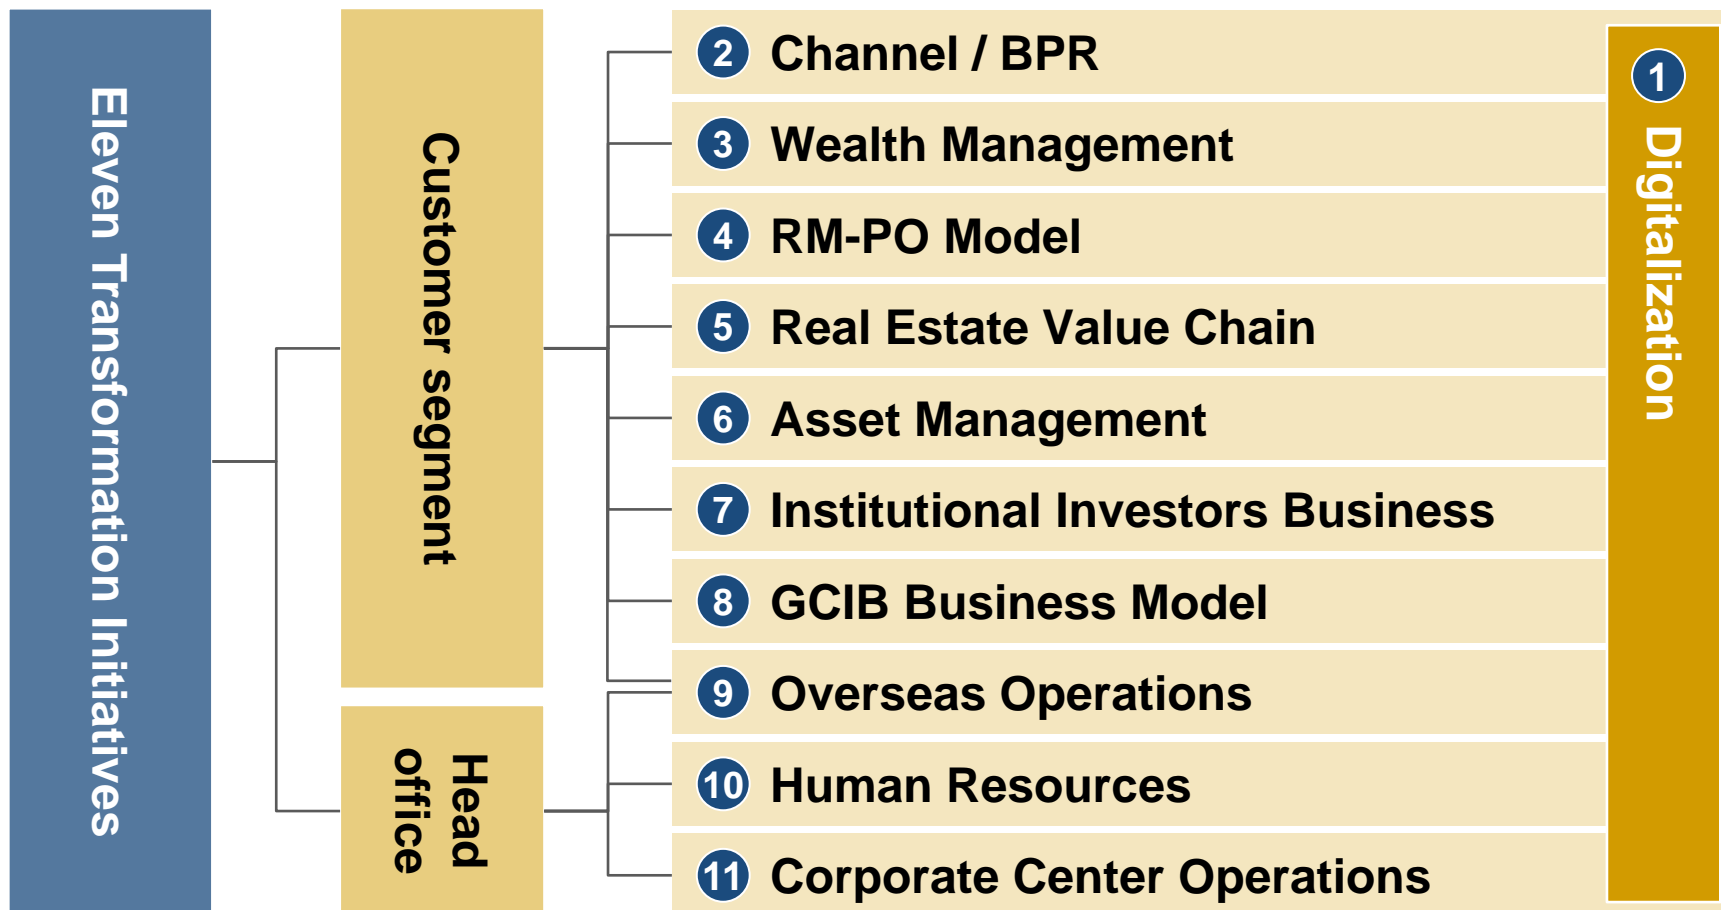 Eleven Transformation Initiatives
Customer segment
Head
office
1 Digitalization
2 Channel / BPR
3 Wealth Management
4 RM-PO Model
5 Real Estate Value Chain
6 Asset Management
7 Institutional Investors Business
8 GCIB Business Model
9 Overseas Operations
10 Human Resources
11 Corporate Center Operations